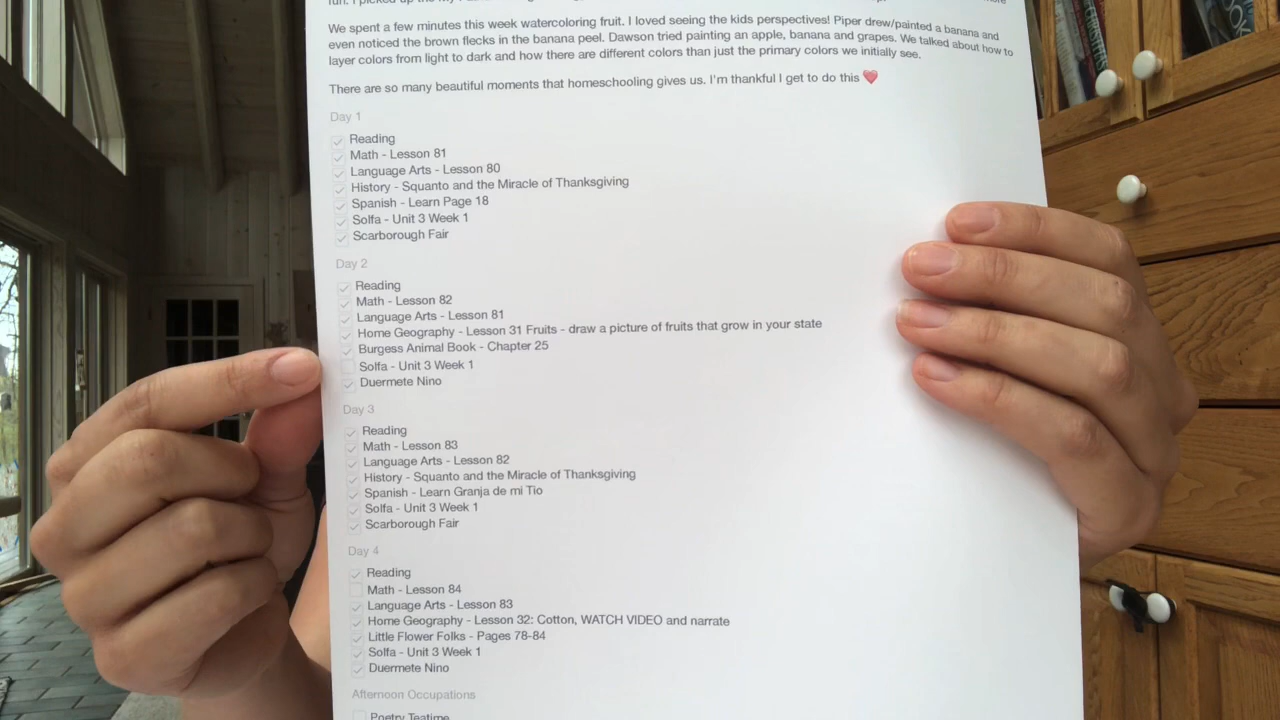 We spent a few minutes this week watercoloring fruit. I loved seeing the kids perspectives! Piper drew/painted a banana and
even noticed the brown flecks in the banana peel. Dawson tried painting an apple, banana and grapes. We talked about how to
layer colors from light to dark and how there are different colors than just the primary colors we initially see.
There are so many beautiful moments that homeschooling gives us. I'm thankful I get to do this ❤️
Day 1
Reading
Math - Lesson 81
Language Arts - Lesson 80
History - Squanto and the Miracle of Thanksgiving
Spanish - Learn Page 18
Solfa - Unit 3 Week 1
Scarborough Fair
Day 2
Reading
Math - Lesson 82
Language Arts - Lesson 81
Home Geography - Lesson 31 Fruits - draw a picture of fruits that grow in your state
Burgess Animal Book - Chapter 25
Solfa - Unit 3 Week 1
Duermete Nino
Day 3
Reading
Math - Lesson 83
Language Arts - Lesson 82
History - Squanto and the Miracle of Thanksgiving
Spanish - Learn Granja de mi Tio
Solfa - Unit 3 Week 1
Scarborough Fair
Day 4
Reading
Math - Lesson 84
Language Arts - Lesson 83
Home Geography - Lesson 32: Cotton, WATCH VIDEO and narrate
Little Flower Folks - Pages 78-84
Solfa - Unit 3 Week 1
Duermete Nino
Afternoon Occupations
Poetry Teatime